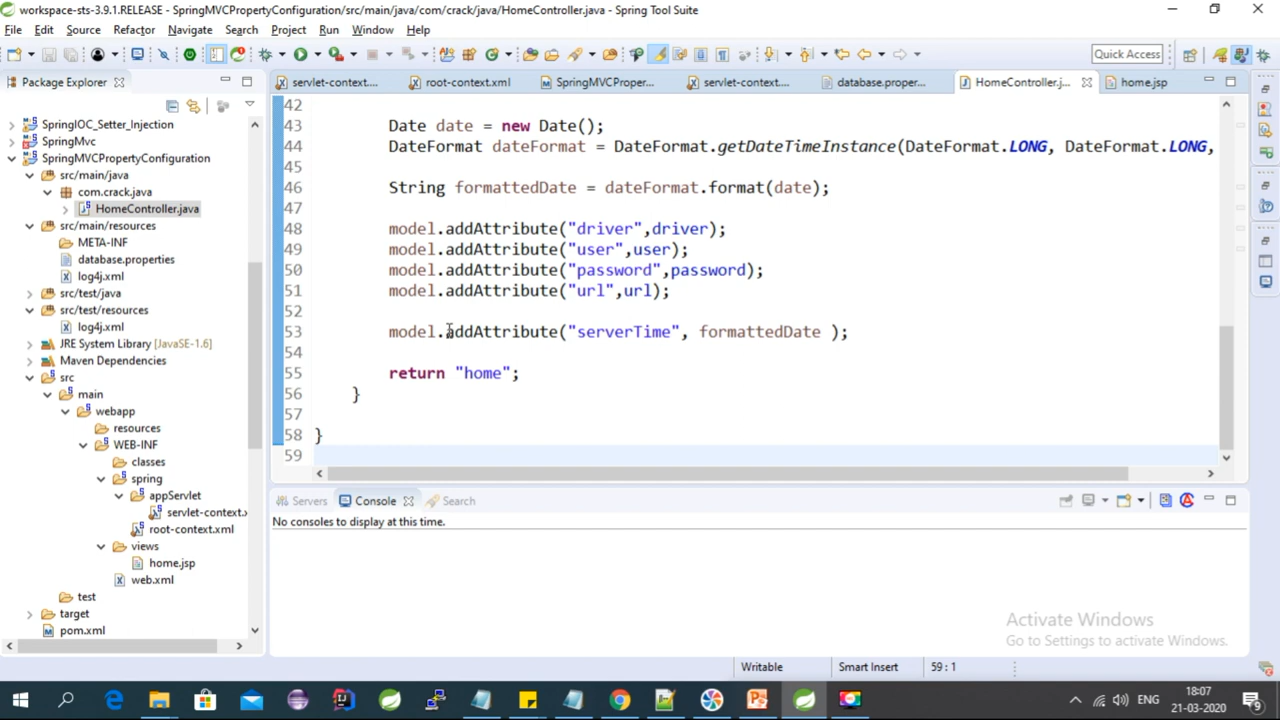 workspace-sts-3.9.1.RELEASE - SpringMVCPropertyConfiguration/src/main/java/com/crack/java/HomeController.java - Spring Tool Suite
File Edit Source Refactor Navigate Search Project Run Window Help
Quick Access
Package Explorer
servlet-context....
root-context.xml
SpringMVCProper...
servlet-context....
database.proper...
HomeController.j...
home.jsp
SpringIOC_Setter_Injection
SpringMvc
SpringMVCPropertyConfiguration
src/main/java
com.crack.java
HomeController.java
src/main/resources
META-INF
database.properties
log4j.xml
src/test/java
src/test/resources
log4j.xml
JRE System Library [JavaSE-1.6]
Maven Dependencies
src
main
webapp
resources
WEB-INF
classes
spring
appServlet
servlet-context.x
root-context.xml
views
home.jsp
web.xml
test
target
pom.xml
42
43 Date date = new Date();
44 DateFormat dateFormat = DateFormat.getDateTimeInstance(DateFormat.LONG, DateFormat.LONG,
45
46 String formattedDate = dateFormat.format(date);
47
48 model.addAttribute("driver",driver);
49 model.addAttribute("user",user);
50 model.addAttribute("password",password);
51 model.addAttribute("url",url);
52
53 model.addAttribute("serverTime", formattedDate );
54
55 return "home";
56 }
57
58 }
59
Servers Console Search
No consoles to display at this time.
Activate Windows
Go to Settings to activate Windows.
Writable Smart Insert 59 : 1
ENG
18:07
21-03-2020
9